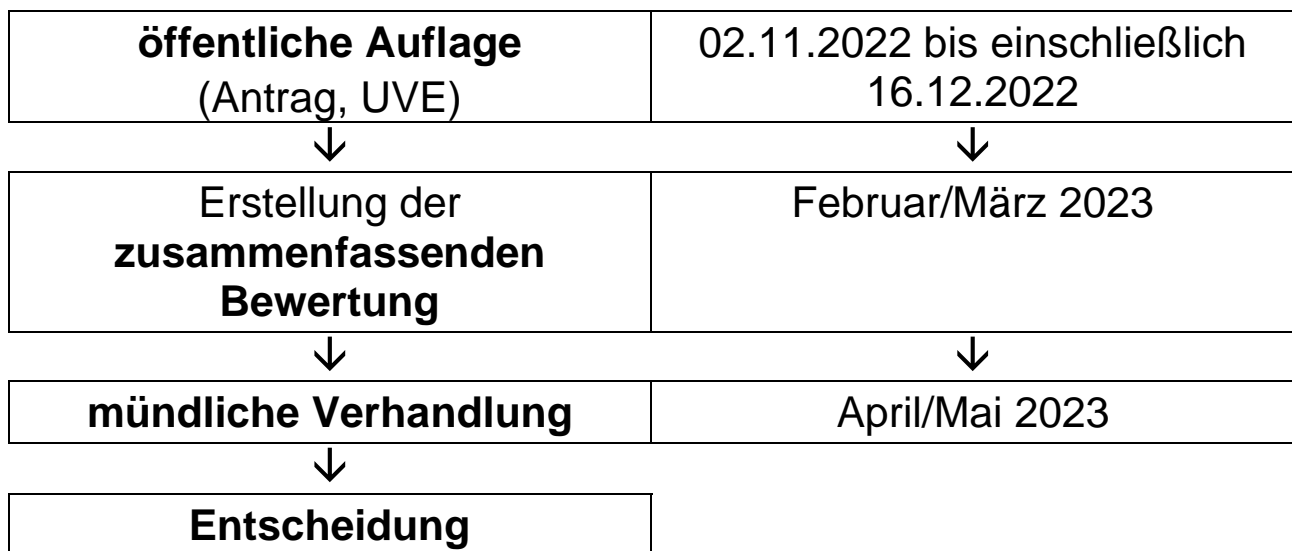 öffentliche Auflage
(Antrag, UVE)
02.11.2022 bis einschließlich
16.12.2022
Erstellung der
zusammenfassenden
Bewertung
Februar/März 2023
mündliche Verhandlung
April/Mai 2023
Entscheidung